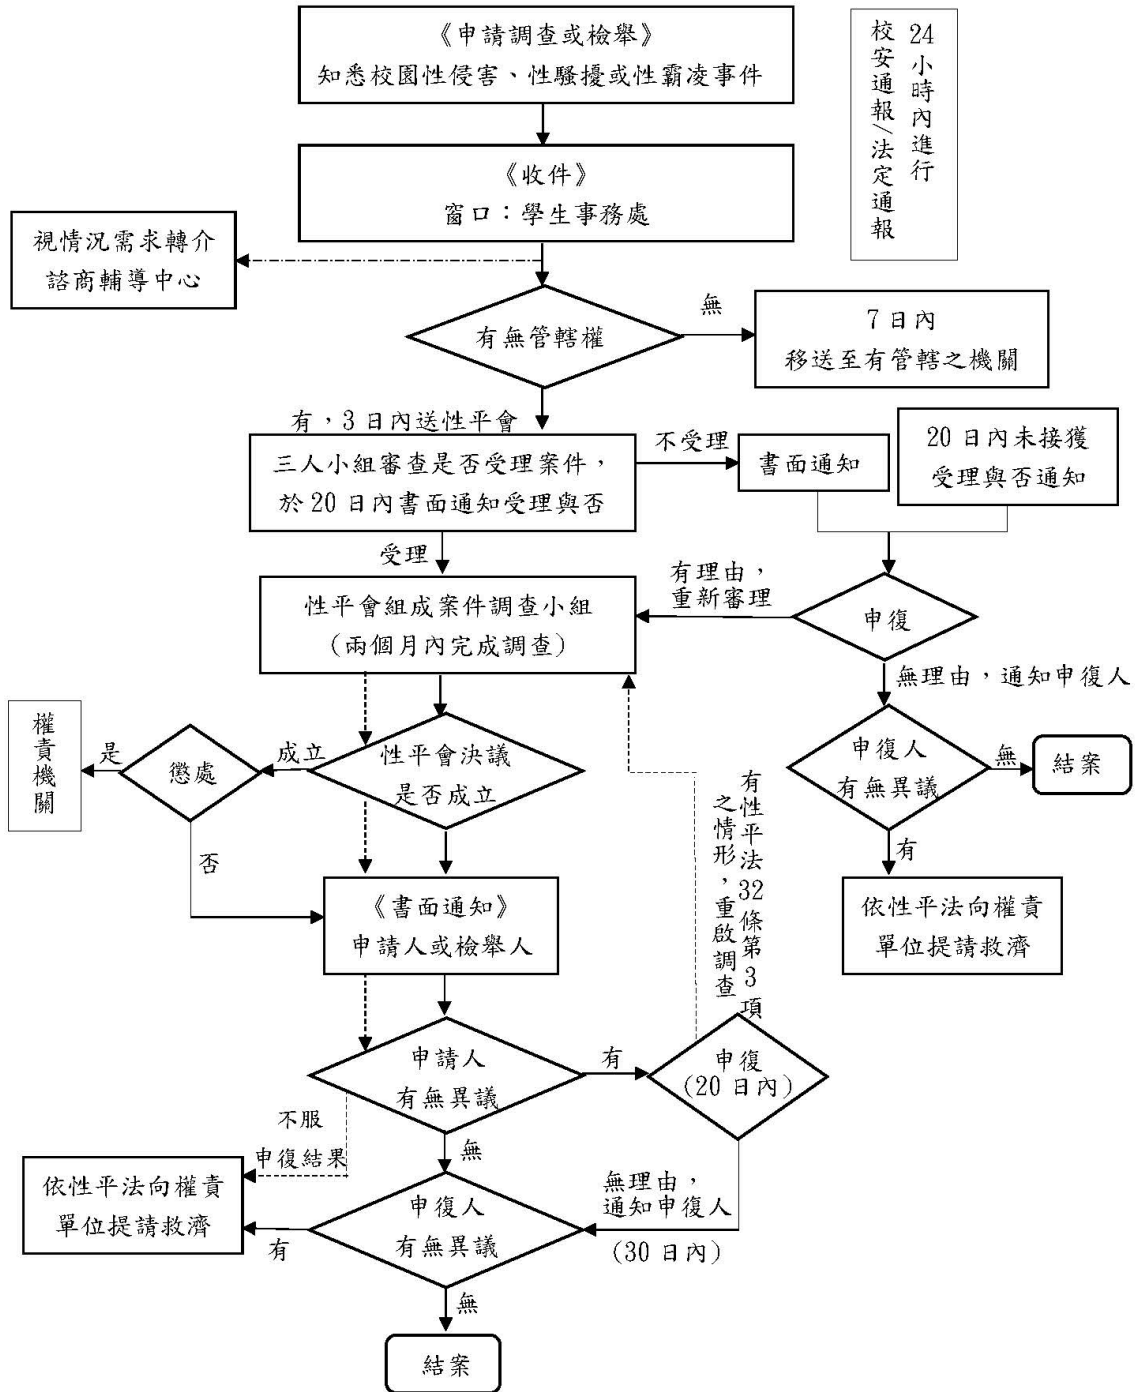 《申請調查或檢舉》
知悉校園性侵害、性騷擾或性霸凌事件
24小時內進行
校安通報/法定通報
《收件》
窗口：學生事務處
視情況需求轉介
諮商輔導中心
有無管轄權
無
7日內
移送至有管轄之機關
有，3日內送性平會
三人小組審查是否受理案件，
於20日內書面通知受理與否
不受理
書面通知
20日內未接獲
受理與否通知
受理
性平會組成案件調查小組
(兩個月內完成調查)
有理由，
重新審理
申復
無理由，通知申復人
權責機關
是
懲處
成立
性平會決議
是否成立
申復人
有無異議
無
結案
否
有
有性平法32條第3項
之情形，重啟調查
《書面通知》
申請人或檢舉人
依性平法向權責
單位提請救濟
申請人
有無異議
有
申復
(20日內)
不服
申復結果
無
依性平法向權責
單位提請救濟
有
申復人
有無異議
無理由，
通知申復人
(30日內)
無
結案